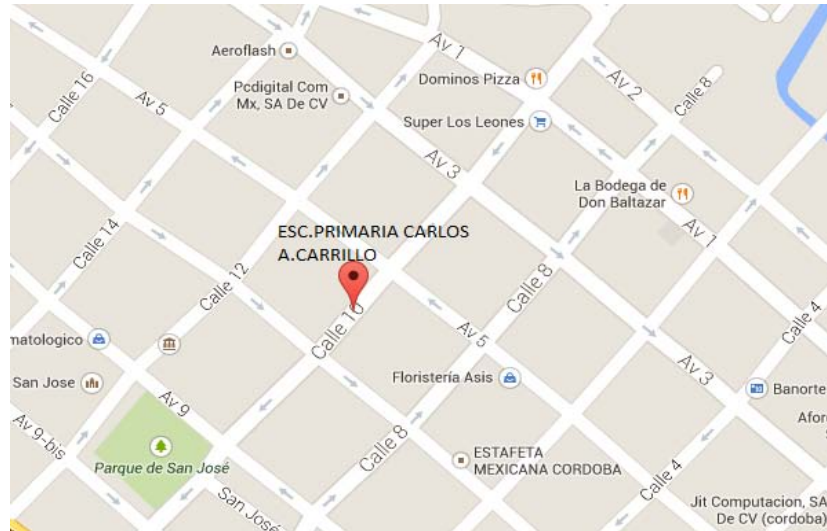 Av 1
Aeroflash
Calle 16
Dominos Pizza
Av 2
Calle 8
Pcdigital Com
Mx, SA De CV
Av 5
Super Los Leones
Av 3
La Bodega de
Don Baltazar
Av 1
ESC.PRIMARIA CARLOS
A.CARRILLO
Calle 14
Calle 12
Calle 8
Calle 10
Av 5
Calle 4
matologico
Av 3
San Jose
Floristería Asis
Banorte
Av 9
Afor
Av 9-bis
Calle 8
ESTAFETA
MEXICANA CORDOBA
Parque de San José
Calle 4
San José
Jit Computacion, SA
De CV (cordoba)